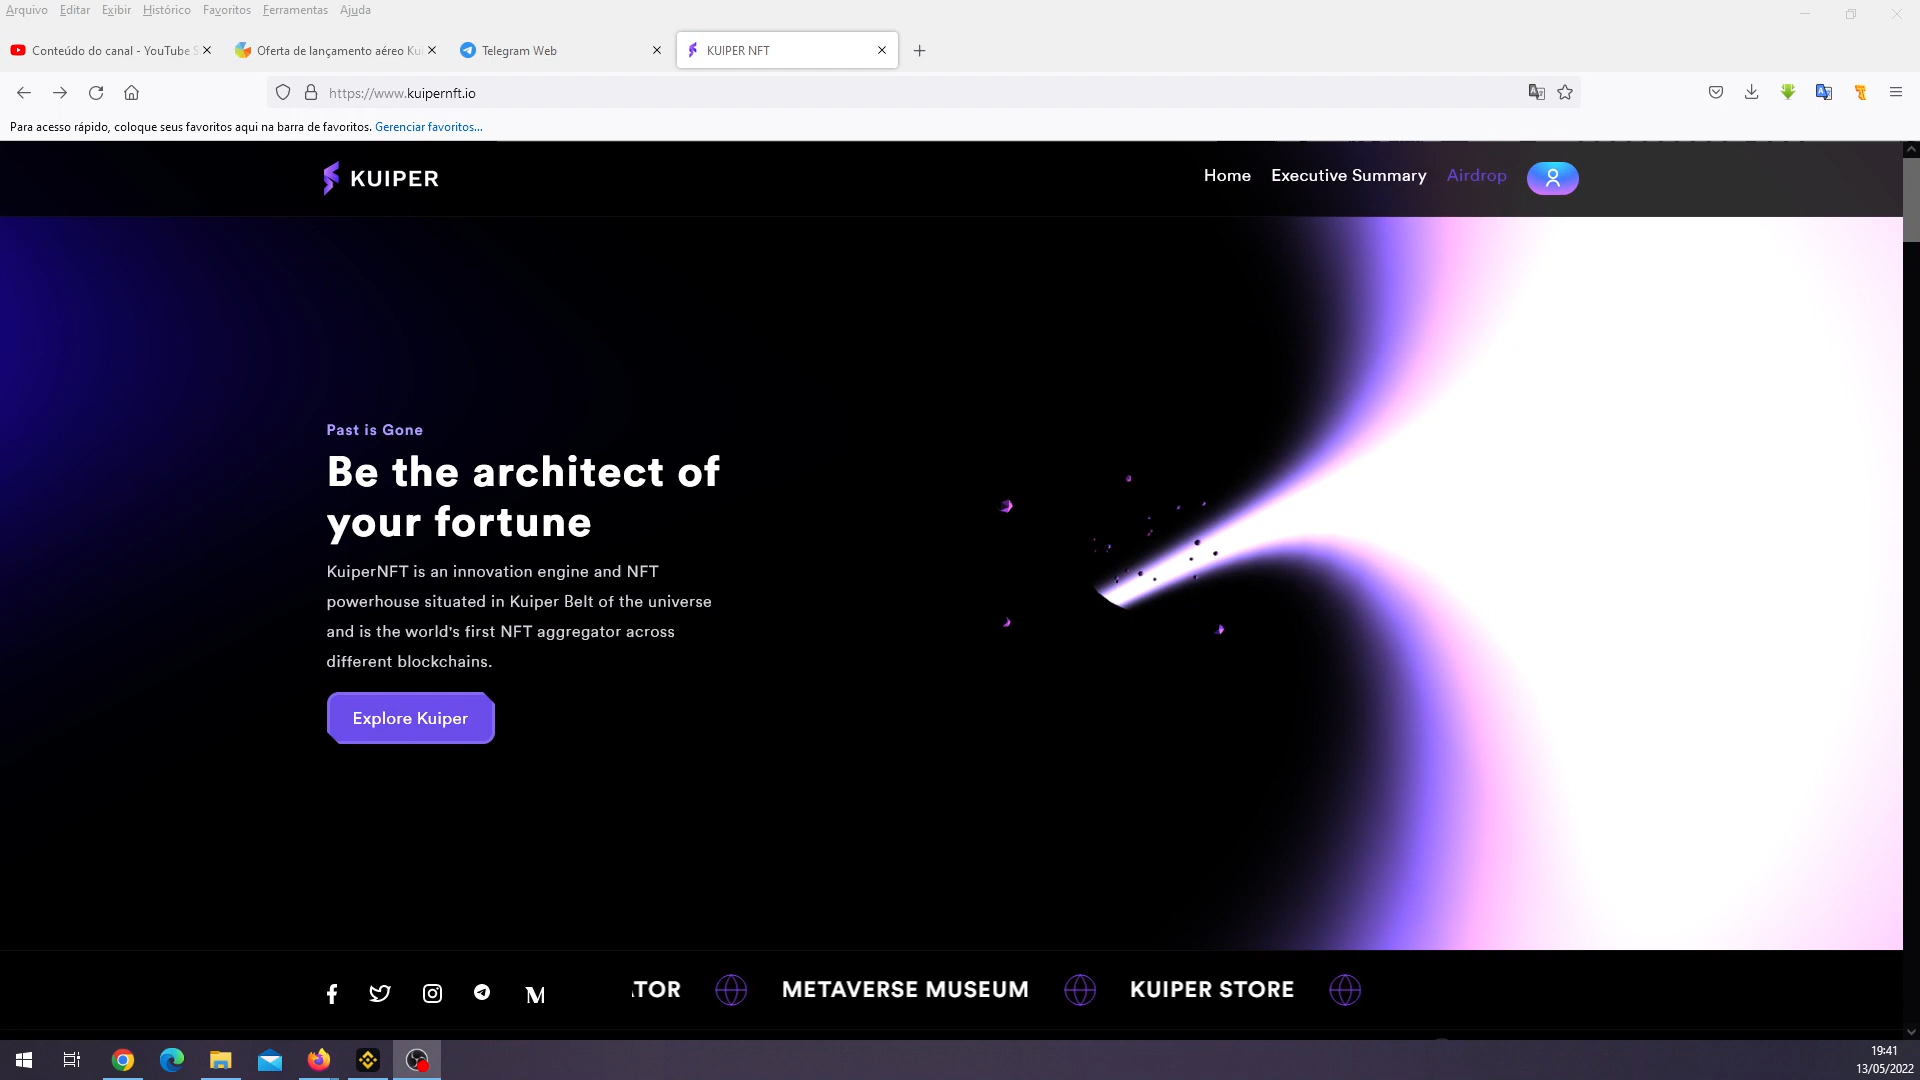 Arquivo Editar Exibir Histórico Favoritos Ferramentas Ajuda
Conteúdo do canal - YouTube S
Oferta de lançamento aéreo Kui
Telegram Web
KUIPER NFT
https://www.kuipernft.io
Para acesso rápido, coloque seus favoritos aqui na barra de favoritos. Gerenciar favoritos...
KUIPER
Home
Executive Summary
Airdrop
Past is Gone
Be the architect of
your fortune
KuiperNFT is an innovation engine and NFT
powerhouse situated in Kuiper Belt of the universe
and is the world's first NFT aggregator across
different blockchains.
Explore Kuiper
TOR
METAVERSE MUSEUM
KUIPER STORE
19:41
13/05/2022